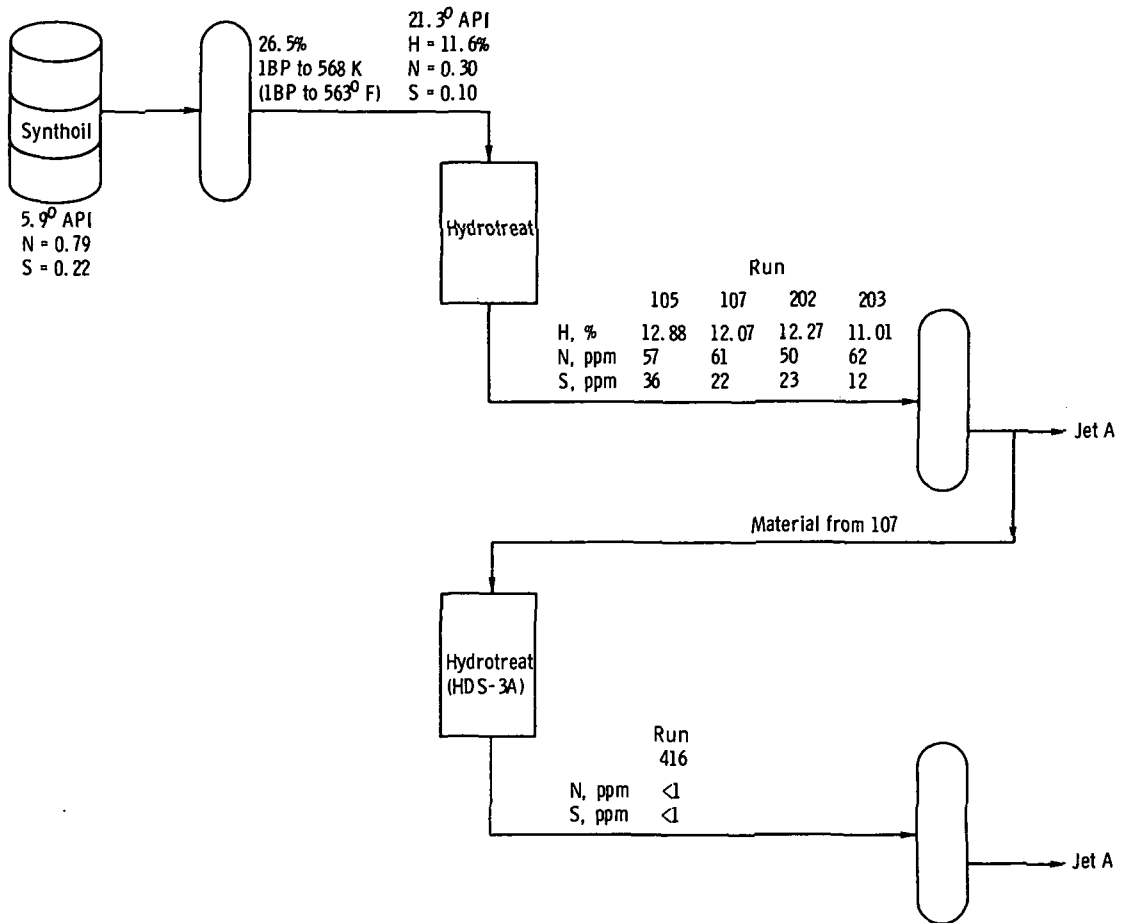 21.3° API
26.5%
H = 11.6%
1BP to 568 K
N = 0.30
(1BP to 563° F)
S = 0.10
Synthoil
5.9° API
N = 0.79
S = 0.22
Hydrotreat
Run
105 107 202 203
H, % 12.88 12.07 12.27 11.01
N, ppm 57 61 50 62
S, ppm 36 22 23 12
Jet A
Material from 107
Hydrotreat
(HDS-3A)
Run
416
N, ppm <1
S, ppm <1
Jet A